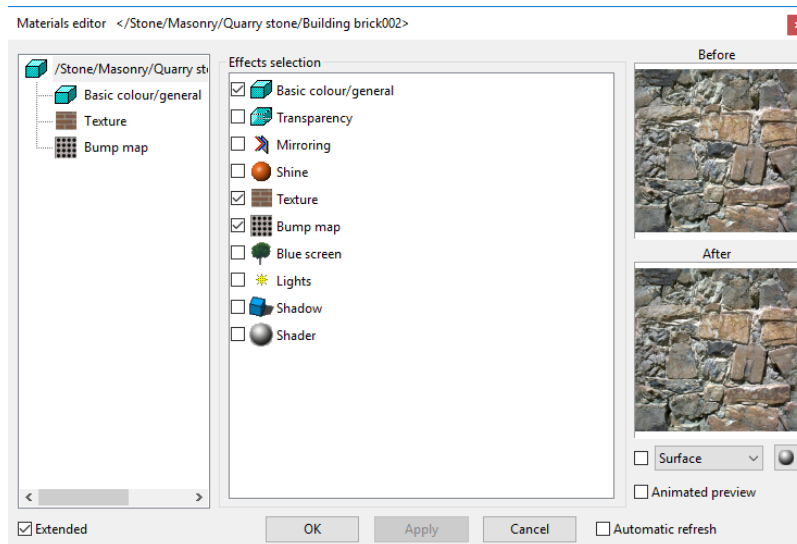 Materials editor </Stone/Masonry/Quarry stone/Building brick002>
/Stone/Masonry/Quarry st
Basic colour/general
Texture
Bump map
Effects selection
Basic colour/general
Transparency
Mirroring
Shine
Texture
Bump map
Blue screen
Lights
Shadow
Shader
Before
After
Surface
Animated preview
Extended
OK
Apply
Cancel
Automatic refresh